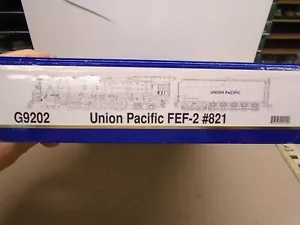 UNION PACIFIC
G9202 Union Pacific FEF-2 #821